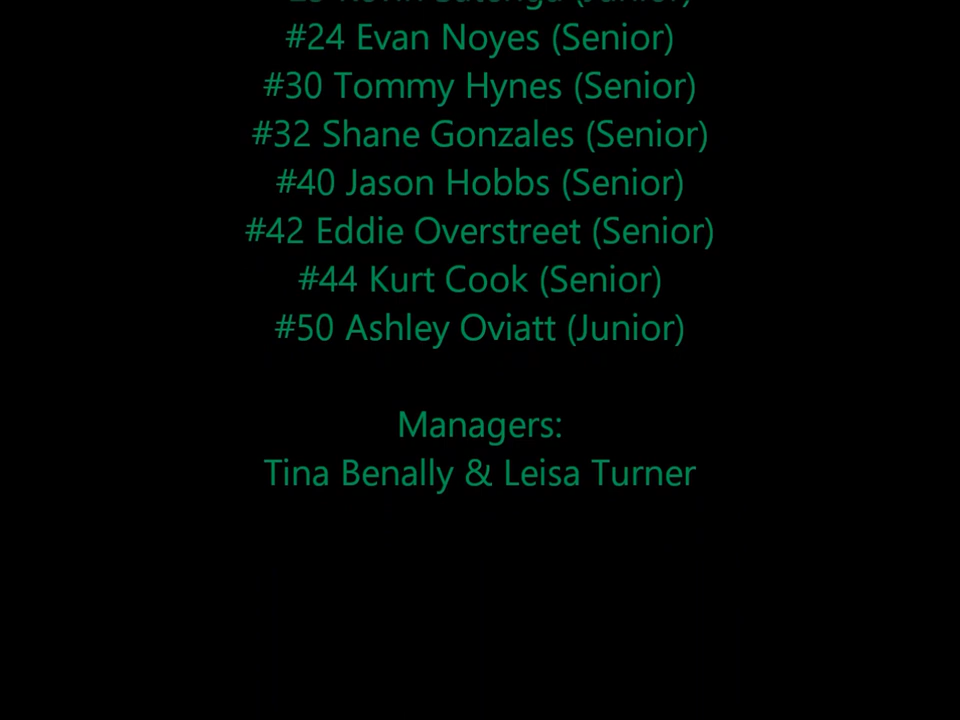 (Junior)
#24 Evan Noyes (Senior)
#30 Tommy Hynes (Senior)
#32 Shane Gonzales (Senior)
#40 Jason Hobbs (Senior)
#42 Eddie Overstreet (Senior)
#44 Kurt Cook (Senior)
#50 Ashley Oviatt (Junior)
Managers:
Tina Benally & Leisa Turner